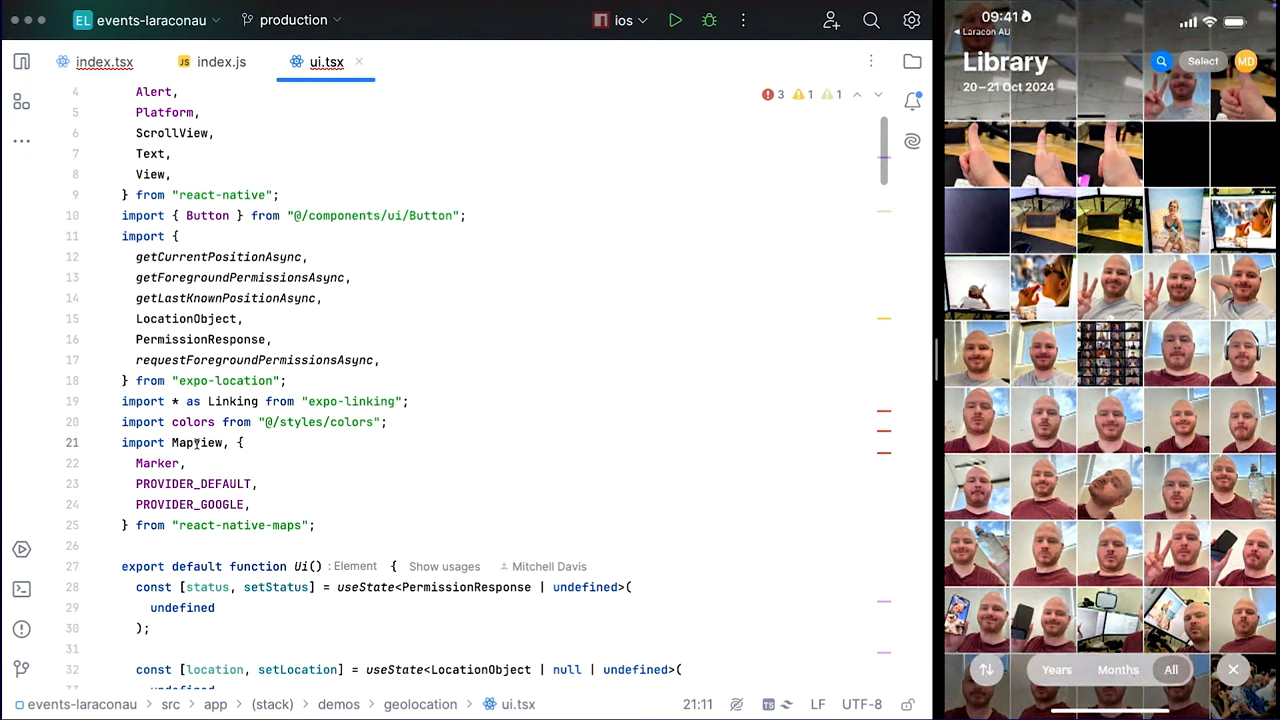 EL events-laraconau production ios
index.tsx JS index.js ui.tsx
3 1 1
4 Alert,
5 Platform,
6 ScrollView,
7 Text,
8 View,
9 } from "react-native";
10 import { Button } from "@/components/ui/Button";
11 import {
12 getCurrentPositionAsync,
13 getForegroundPermissionsAsync,
14 getLastKnownPositionAsync,
15 LocationObject,
16 PermissionResponse,
17 requestForegroundPermissionsAsync,
18 } from "expo-location";
19 import * as Linking from "expo-linking";
20 import colors from "@/styles/colors";
21 import MapView, {
22 Marker,
23 PROVIDER_DEFAULT,
24 PROVIDER_GOOGLE,
25 } from "react-native-maps";
26
27 export default function Ui() : Element { Show usages Mitchell Davis
28 const [status, setStatus] = useState<PermissionResponse | undefined>(
29 undefined
30 );
31
32 const [location, setLocation] = useState<LocationObject | null | undefined>(
events-laraconau > src > app > (stack) > demos > geolocation > ui.tsx 21:11 TS LF UTF-8
09:41
Laracon AU
Library
Select MD
20–21 Oct 2024
Years Months All